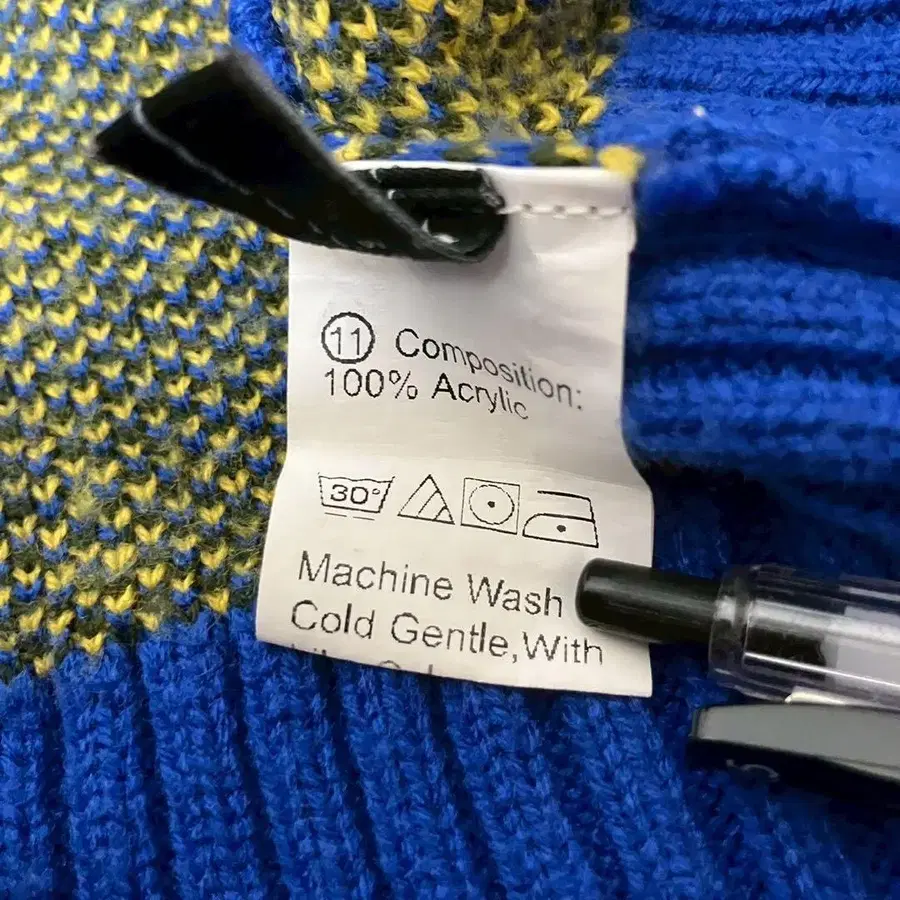 11 Composition:
100% Acrylic
30°
Machine Wash
Cold Gentle,With